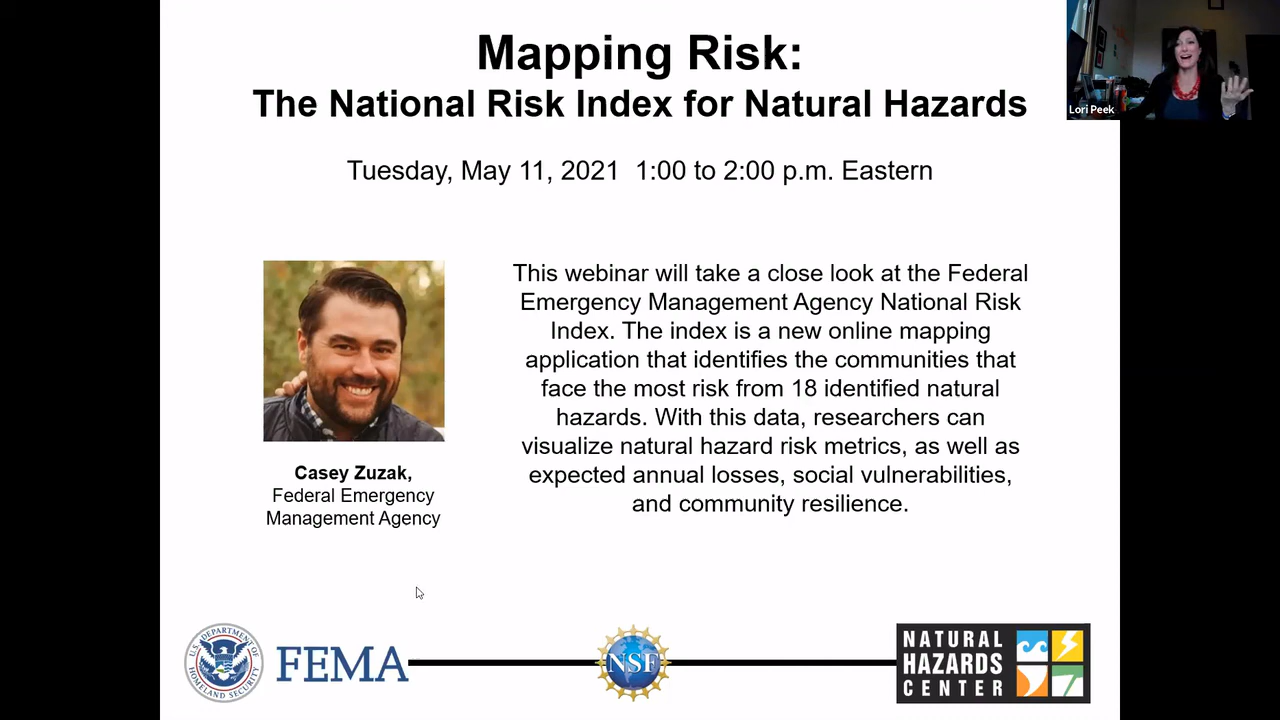 Mapping Risk:
The National Risk Index for Natural Hazards
Tuesday, May 11, 2021 1:00 to 2:00 p.m. Eastern
Lori Peek
This webinar will take a close look at the Federal
Emergency Management Agency National Risk
Index. The index is a new online mapping
application that identifies the communities that
face the most risk from 18 identified natural
hazards. With this data, researchers can
visualize natural hazard risk metrics, as well as
expected annual losses, social vulnerabilities,
and community resilience.
Casey Zuzak,
Federal Emergency
Management Agency
U.S. DEPARTMENT OF
HOMELAND SECURITY
FEMA
NSF
NATURAL
HAZARDS
CENTER